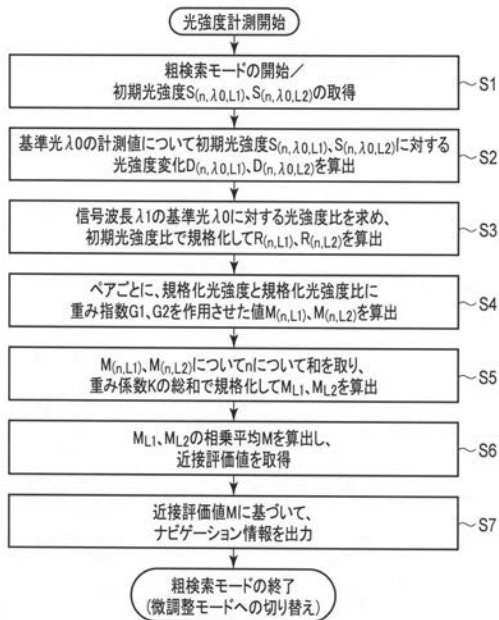 光強度計測開始
粗検索モードの開始／
初期光強度S(n,λ0,L1)、S(n,λ0,L2)の取得
S1
基準光λ0の計測値について初期光強度S(n,λ0,L1)、S(n,λ0,L2)に対する
光強度変化D(n,λ0,L1)、D(n,λ0,L2)を算出
S2
信号波長λ1の基準光λ0に対する光強度比を求め、
初期光強度比で規格化してR(n,L1)、R(n,L2)を算出
S3
ペアごとに、規格化光強度と規格化光強度比に
重み指数G1、G2を作用させた値M(n,L1)、M(n,L2)を算出
S4
M(n,L1)、M(n,L2)についてnについて和を取り、
重み係数Kの総和で規格化してML1、ML2を算出
S5
ML1、ML2の相乗平均Mを算出し、
近接評価値を取得
S6
近接評価値Mに基づいて、
ナビゲーション情報を出力
S7
粗検索モードの終了
(微調整モードへの切り替え)